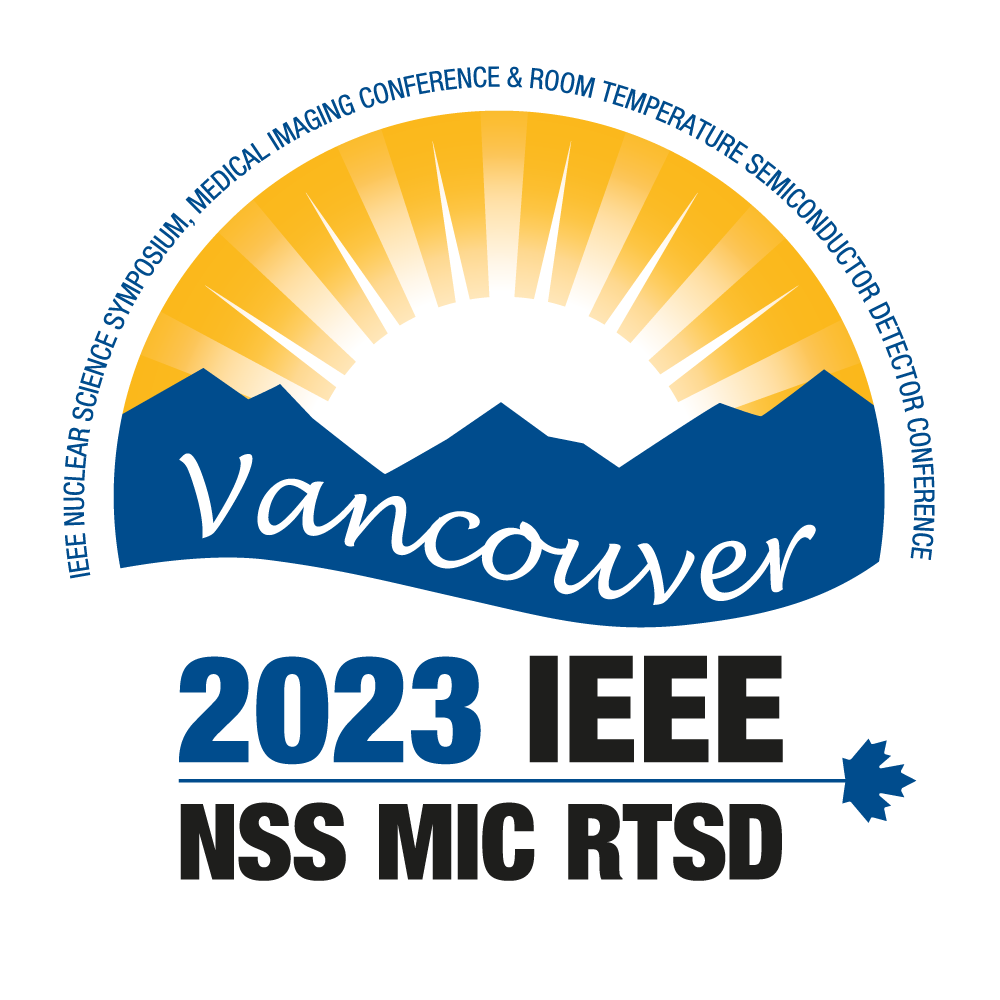 IEEE NUCLEAR SCIENCE SYMPOSIUM, MEDICAL IMAGING CONFERENCE & ROOM TEMPERATURE SEMICONDUCTOR DETECTOR CONFERENCE
Vancouver
2023 IEEE
NSS MIC RTSD